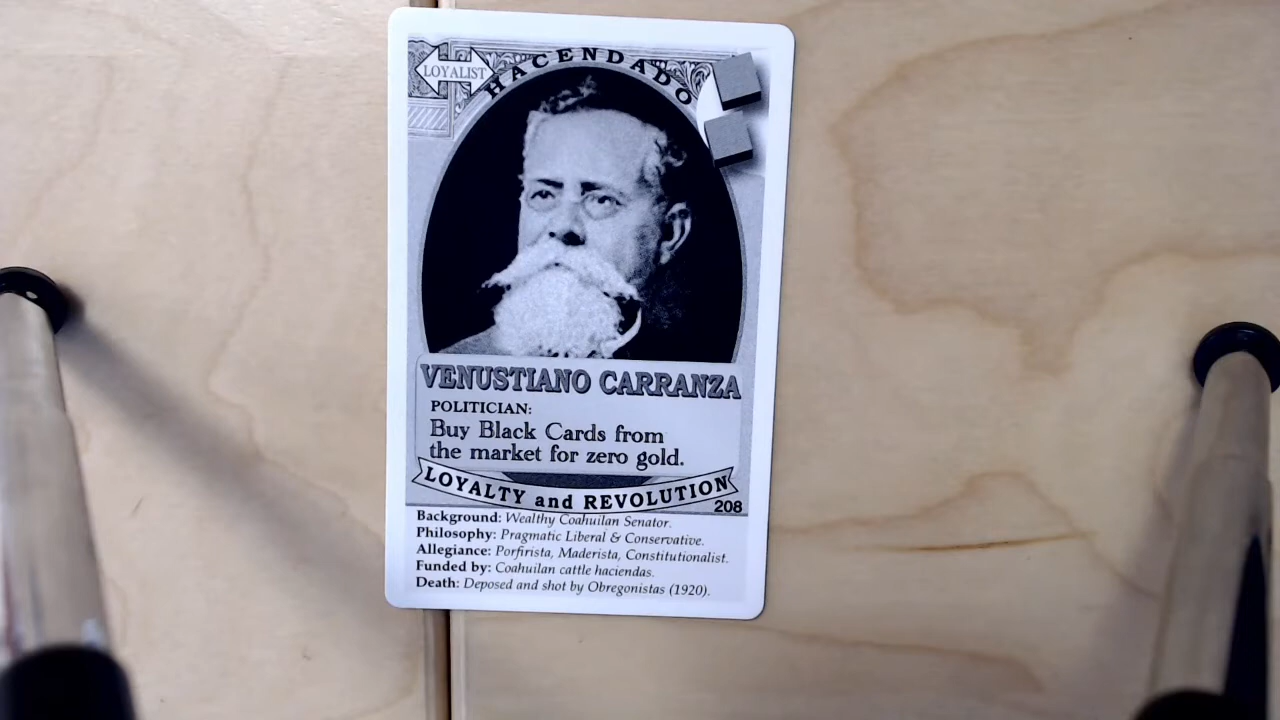 LOYALIST
HACENDADO
VENUSTIANO CARRANZA
POLITICIAN:
Buy Black Cards from
the market for zero gold.
LOYALTY and REVOLUTION
208
Background: Wealthy Coahuilan Senator.
Philosophy: Pragmatic Liberal & Conservative.
Allegiance: Porfirista, Maderista, Constitutionalist.
Funded by: Coahuilan cattle haciendas.
Death: Deposed and shot by Obregonistas (1920).